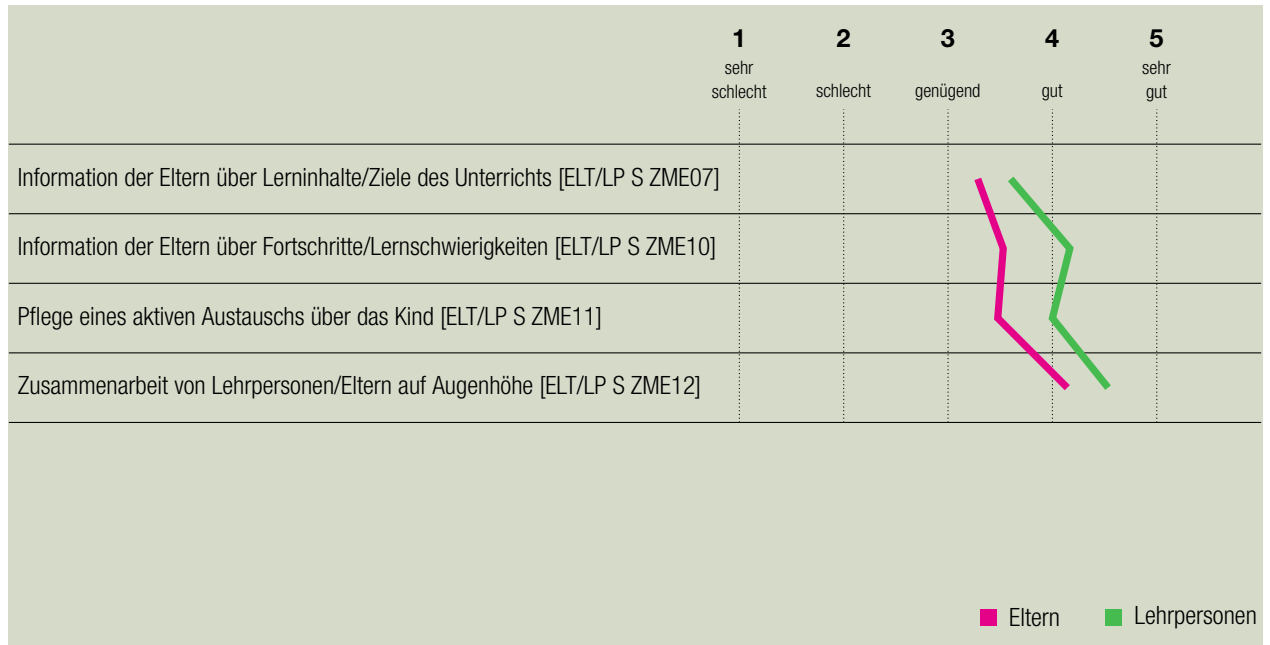 1 2 3 4 5
sehr schlecht schlecht genügend gut sehr gut
Information der Eltern über Lerninhalte/Ziele des Unterrichts [ELT/LP S ZME07]
Information der Eltern über Fortschritte/Lernschwierigkeiten [ELT/LP S ZME10]
Pflege eines aktiven Austauschs über das Kind [ELT/LP S ZME11]
Zusammenarbeit von Lehrpersonen/Eltern auf Augenhöhe [ELT/LP S ZME12]
Eltern Lehrpersonen